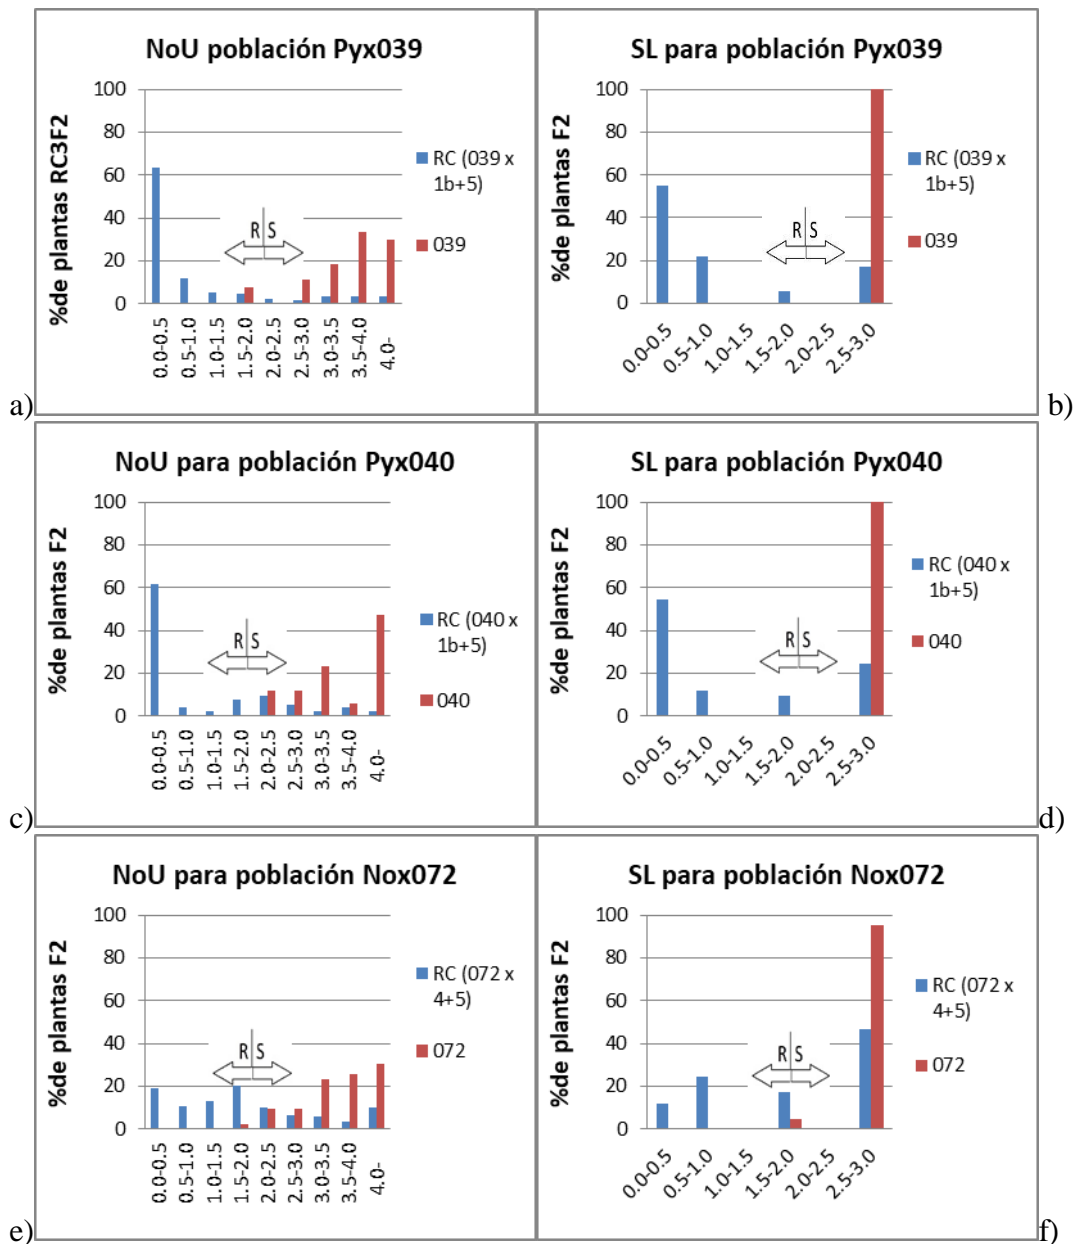 NoU población Pyx039
%de plantas RC3F2
100
80
60
40
20
0
R S
0.0-0.5
0.5-1.0
1.0-1.5
1.5-2.0
2.0-2.5
2.5-3.0
3.0-3.5
3.5-4.0
4.0-
RC (039 x
1b+5)
039
a)
SL para población Pyx039
%de plantas F2
100
80
60
40
20
0
R S
0.0-0.5
0.5-1.0
1.0-1.5
1.5-2.0
2.0-2.5
2.5-3.0
RC (039 x
1b+5)
039
b)
NoU para población Pyx040
%de plantas F2
100
80
60
40
20
0
R S
0.0-0.5
0.5-1.0
1.0-1.5
1.5-2.0
2.0-2.5
2.5-3.0
3.0-3.5
3.5-4.0
4.0-
RC (040 x
1b+5)
040
c)
SL para población Pyx040
%de plantas F2
100
80
60
40
20
0
R S
0.0-0.5
0.5-1.0
1.0-1.5
1.5-2.0
2.0-2.5
2.5-3.0
RC (040 x
1b+5)
040
d)
NoU para población Nox072
%de plantas F2
100
80
60
40
20
0
R S
0.0-0.5
0.5-1.0
1.0-1.5
1.5-2.0
2.0-2.5
2.5-3.0
3.0-3.5
3.5-4.0
4.0-
RC (072 x
4+5)
072
e)
SL para población Nox072
%de plantas F2
100
80
60
40
20
0
R S
0.0-0.5
0.5-1.0
1.0-1.5
1.5-2.0
2.0-2.5
2.5-3.0
RC (072 x
4+5)
072
f)